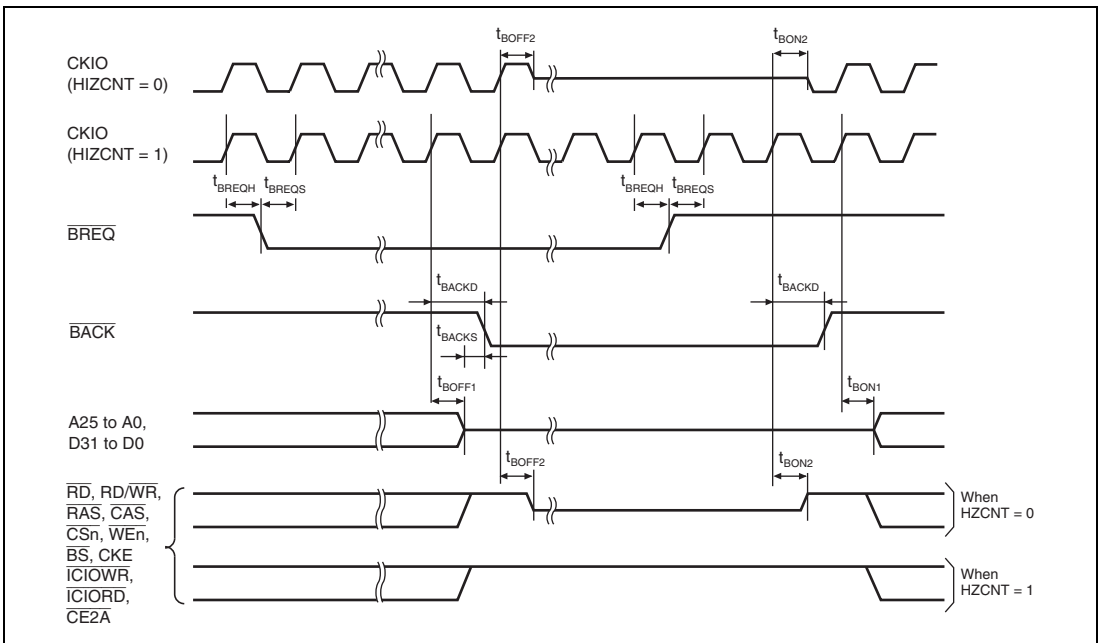 tBOFF2
tBON2
CKIO
(HIZCNT = 0)
CKIO
(HIZCNT = 1)
tBREQH
tBREQS
tBREQH
tBREQS
BREQ
tBACKD
tBACKD
BACK
tBACKS
tBOFF1
tBON1
A25 to A0,
D31 to D0
tBOFF2
tBON2
RD, RD/WR,
RAS, CAS,
CSn, WEn,
BS, CKE
ICIOWR,
ICIORD,
CE2A
When
HZCNT = 0
When
HZCNT = 1